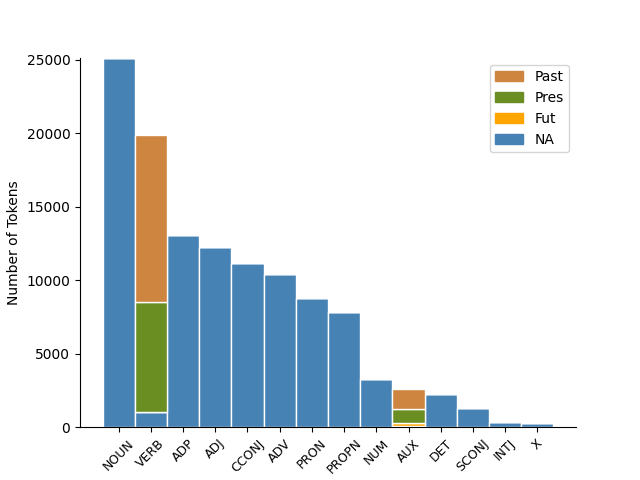 25000
20000
15000
10000
5000
0
Number of Tokens
Past
Pres
Fut
NA
NOUN
VERB
ADP
ADJ
CCONJ
ADV
PRON
PROPN
NUM
AUX
DET
SCONJ
INTJ
X